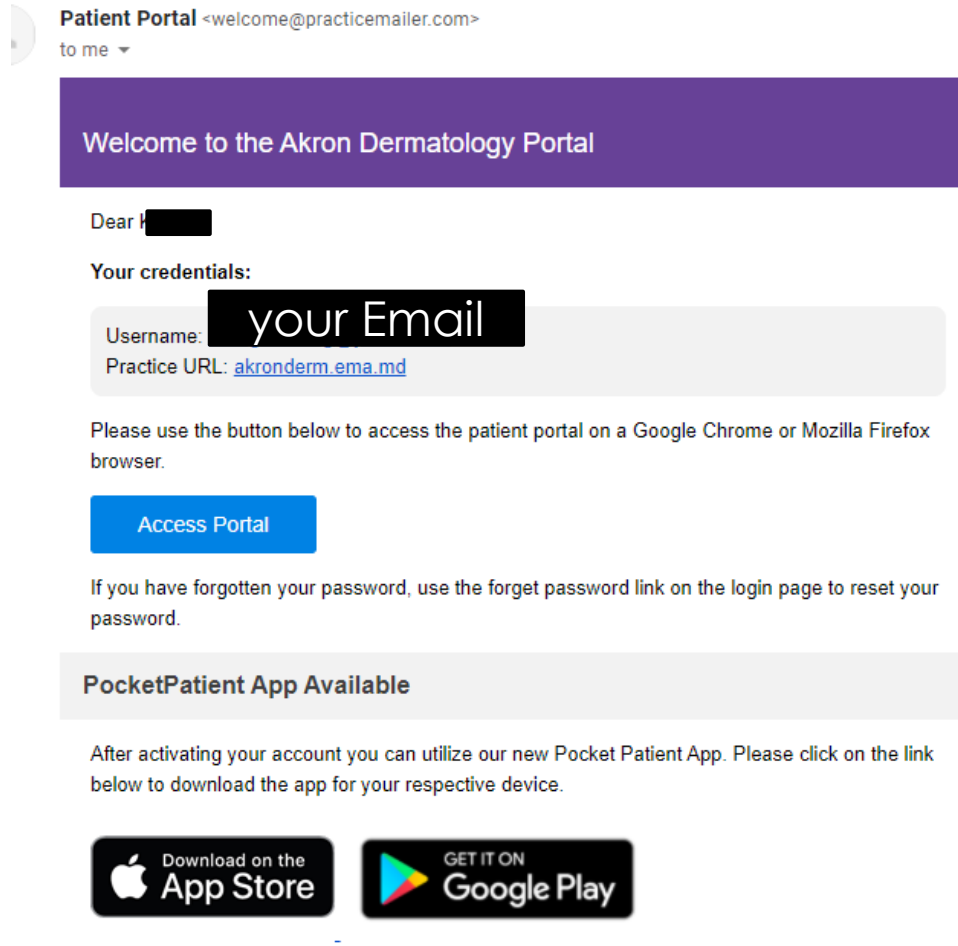 Patient Portal <welcome@practicemailer.com>
to me
Welcome to the Akron Dermatology Portal
Dear K
Your credentials:
your Email
Username:
Practice URL: akronderm.ema.md
Please use the button below to access the patient portal on a Google Chrome or Mozilla Firefox
browser.
Access Portal
If you have forgotten your password, use the forget password link on the login page to reset your
password.
PocketPatient App Available
After activating your account you can utilize our new Pocket Patient App. Please click on the link
below to download the app for your respective device.
Download on the
App Store
GET IT ON
Google Play